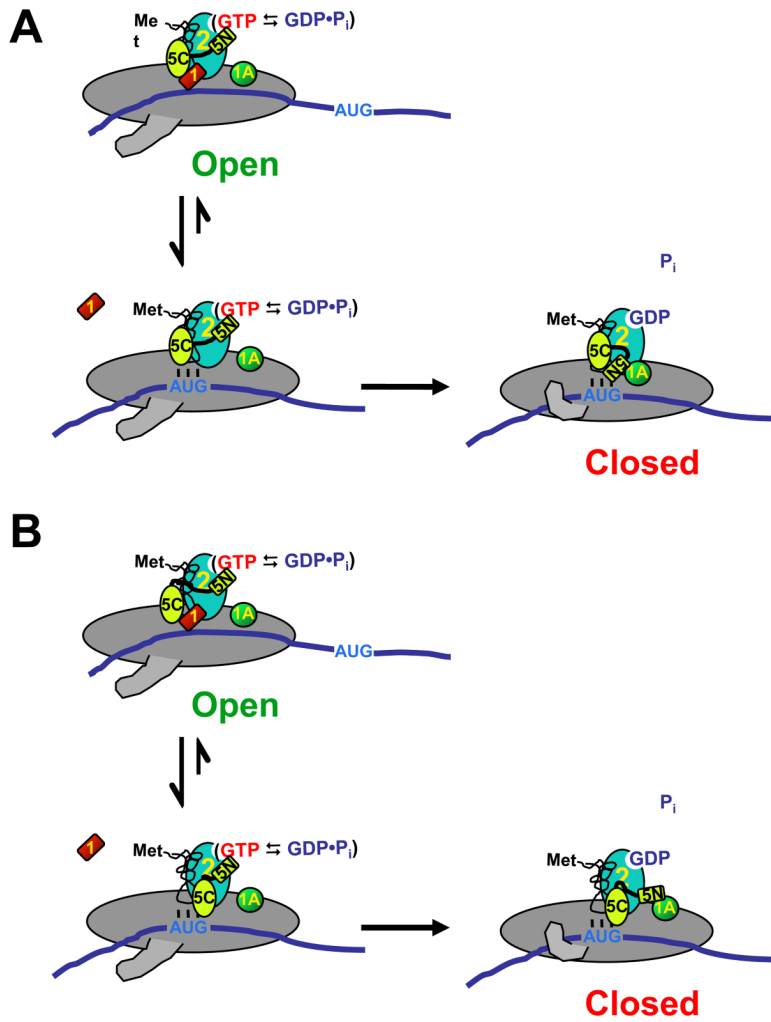 A
Me
t
(GTP ⇆ GDP•Pi)
2
5N
5C
1
1A
AUG
Open
Pi
1
Met
(GTP ⇆ GDP•Pi)
2
5N
5C
1A
AUG
Met
GDP
2
5C
5N
1A
AUG
Closed
B
Met
(GTP ⇆ GDP•Pi)
2
5N
5C
1
1A
AUG
Open
Pi
1
Met
(GTP ⇆ GDP•Pi)
2
5N
5C
1A
AUG
Met
GDP
2
5N
5C
1A
AUG
Closed